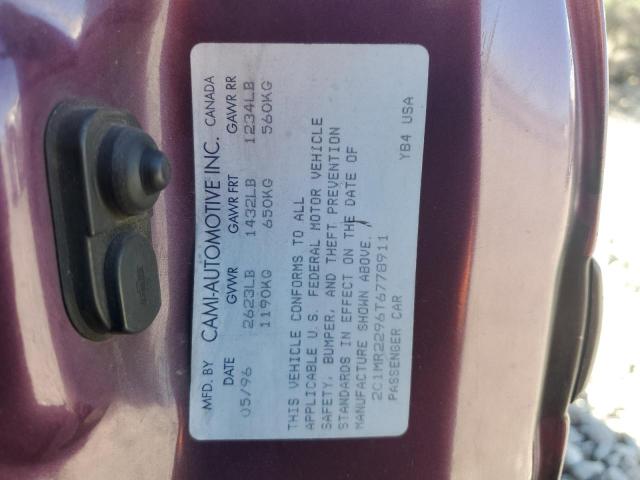 MFD. BY CAMI-AUTOMOTIVE INC. CANADA
DATE GVWR GAWR FRT GAWR RR
05/96 2623LB 1432LB 1234LB
1190KG 650KG 560KG
THIS VEHICLE CONFORMS TO ALL
APPLICABLE U.S. FEDERAL MOTOR VEHICLE
SAFETY, BUMPER, AND THEFT PREVENTION
STANDARDS IN EFFECT ON THE DATE OF
MANUFACTURE SHOWN ABOVE.
2C1MR2296T6778911
PASSENGER CAR YB4 USA